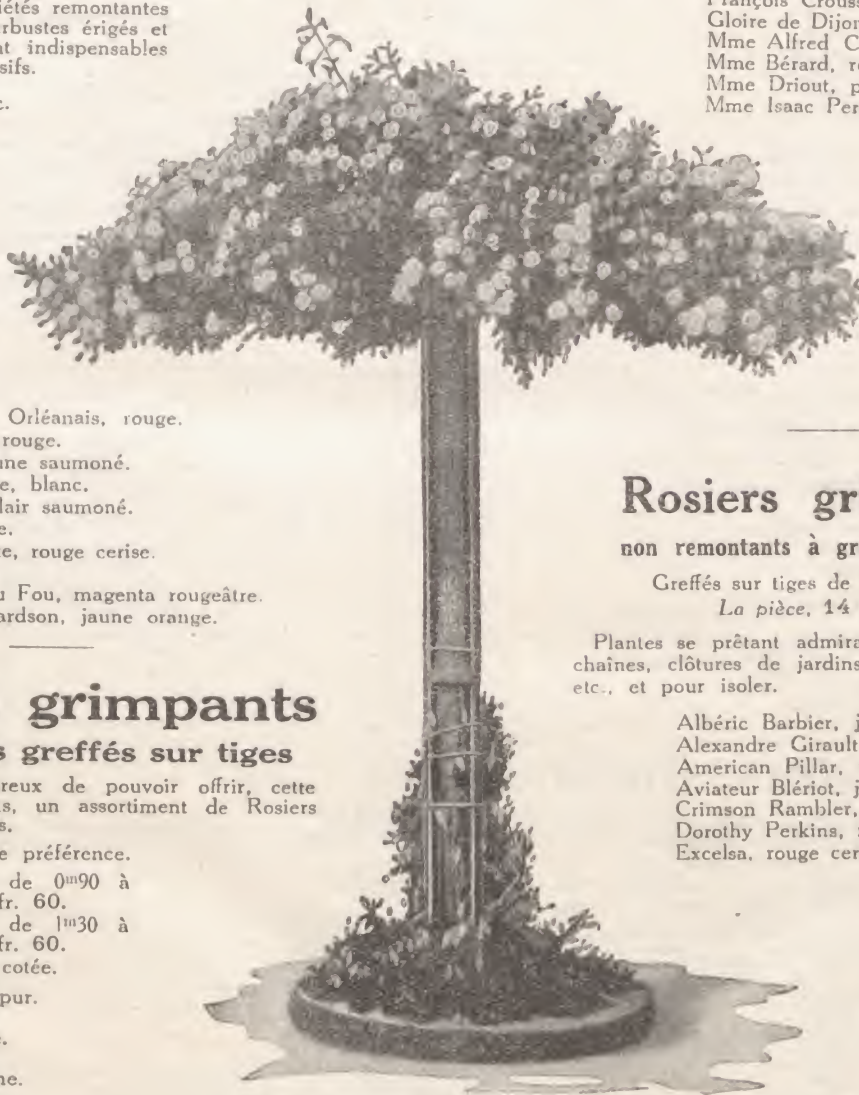 iétés remontantes
rbustes érigés et
t indispensables
sifs.
c.
Orléanais, rouge.
rouge.
ne saumoné.
e, blanc.
lair saumoné.
e.
e, rouge cerise.
u Fou, magenta rougeâtre.
ardson, jaune orange.
grimpants
s greffés sur tiges
reux de pouvoir offrir, cette
s, un assortiment de Rosiers
s.
e préférence.
de 0m90 à
fr. 60.
de 1m30 à
fr. 60.
cotée.
pur.
e.
ne.
François Crouss
Gloire de Dijon
Mme Alfred C
Mme Bérard, r
Mme Driout, p
Mme Isaac Per
Rosiers gr
non remontants à gr
Greffés sur tiges de
La pièce, 14
Plantes se prêtant admira
chaînes, clôtures de jardins
etc., et pour isoler.
Albéric Barbier, j
Alexandre Girault
American Pillar,
Aviateur Blériot, j
Crimson Rambler,
Dorothy Perkins,
Excelsa, rouge cer